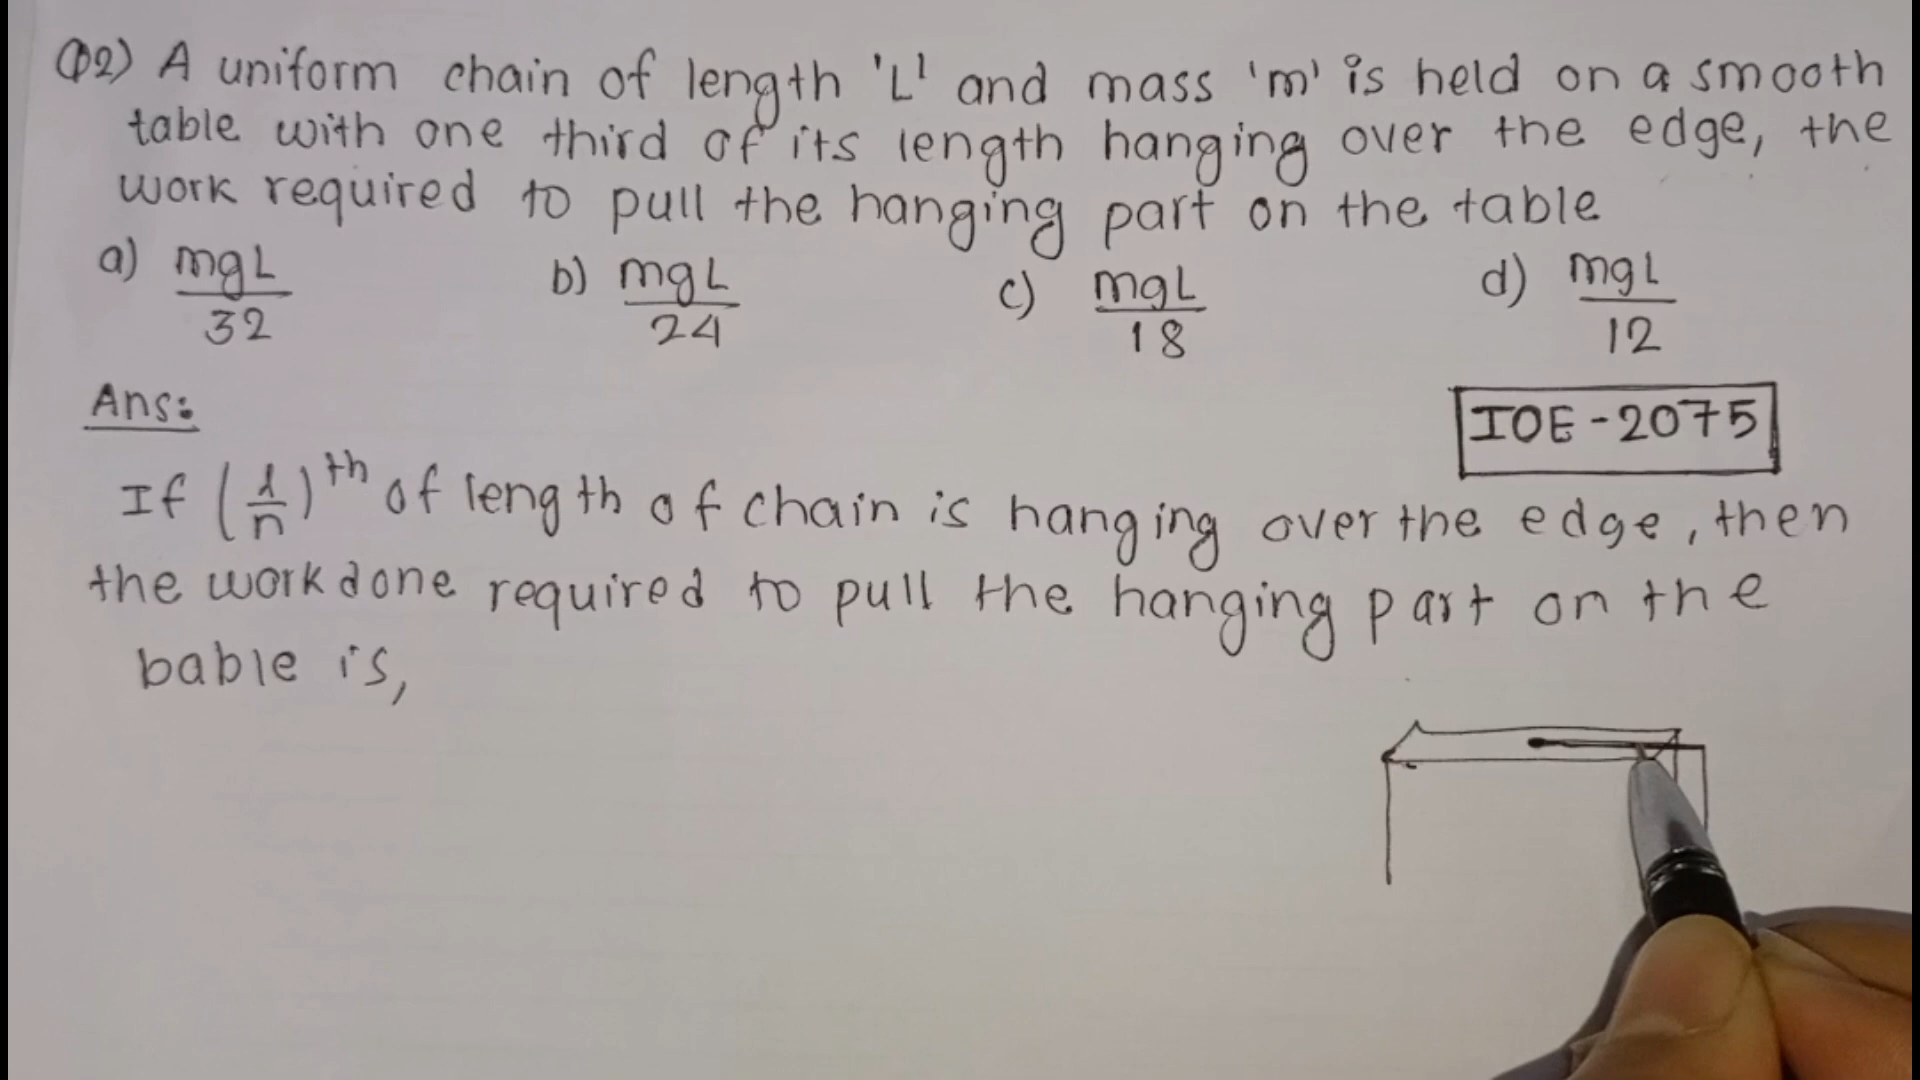 Q2) A uniform chain of length 'L' and mass 'm' is held on a smooth
table with one third of its length hanging over the edge, the
work required to pull the hanging part on the table
a) mgL/32 b) mgL/24 c) mgL/18 d) mgL/12
Ans:
IOE-2075
If (1/n)th of length of chain is hanging over the edge, then
the work done required to pull the hanging part on the
bable is,